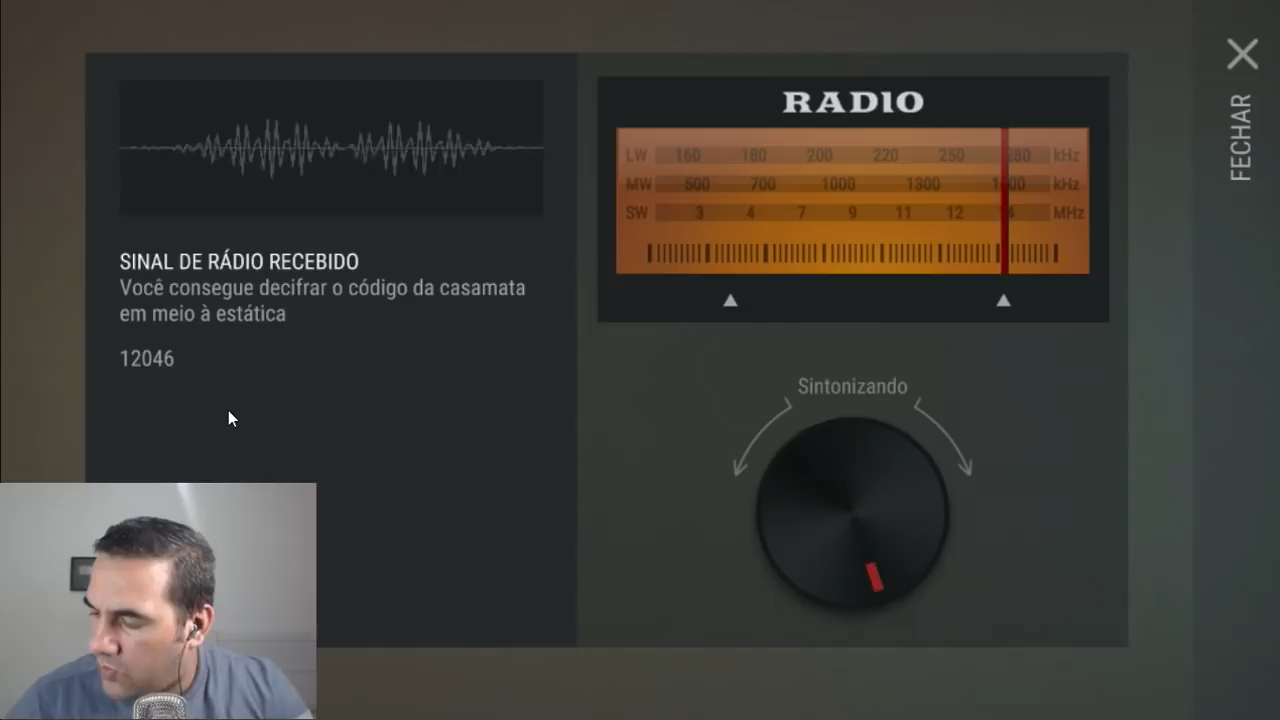 SINAL DE RÁDIO RECEBIDO
Você consegue decifrar o código da casamata
em meio à estática
12046
RADIO
LW 160 180 200 220 250 280 kHz
MW 500 700 1000 1300 kHz
SW 3 4 7 9 11 12 MHz
Sintonizando
FECHAR